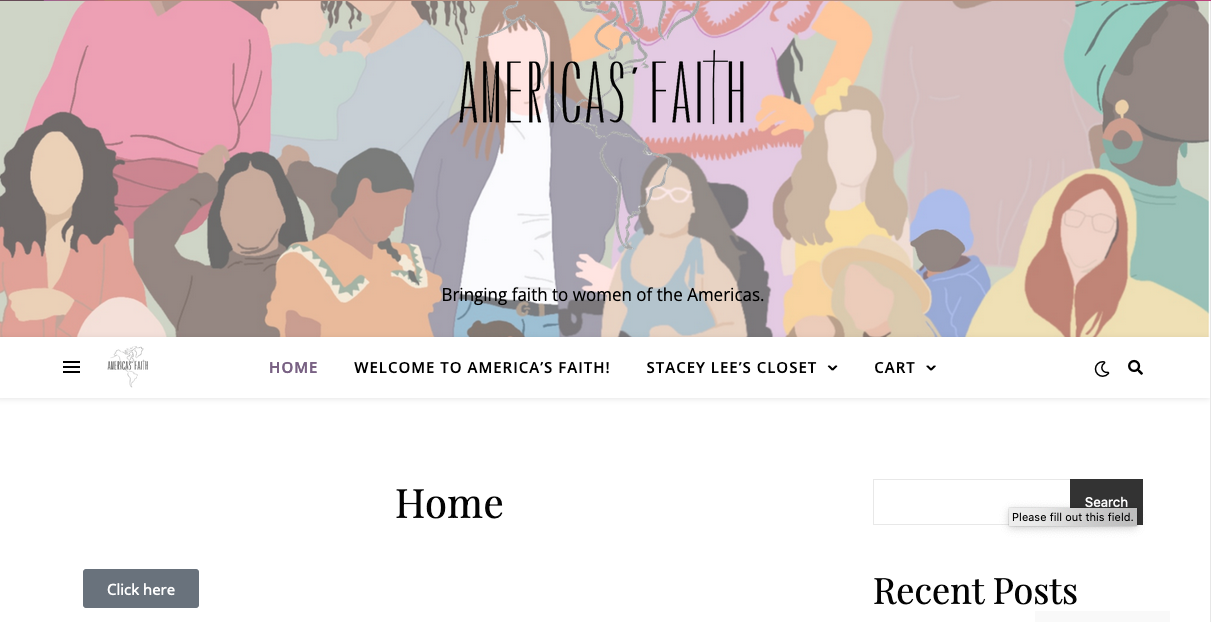 AMERICAS' FAITH
Bringing faith to women of the Americas.
AMERICAS' FAITH
HOME WELCOME TO AMERICA'S FAITH! STACEY LEE'S CLOSET CART
Home
Search
Please fill out this field.
Click here
Recent Posts